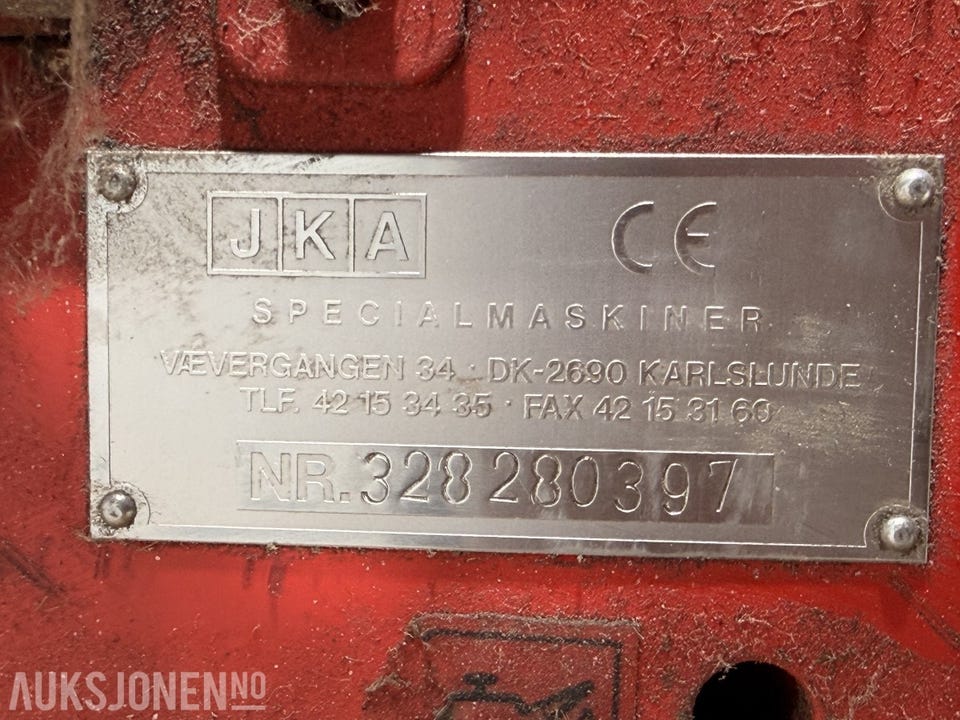 JKA CE
SPECIALMASKINER
VÆVERGANGEN 34 · DK-2690 KARLSLUNDE
TLF. 42 15 34 35 · FAX 42 15 31 60
NR. 328 280397
AUKSJONEN NO